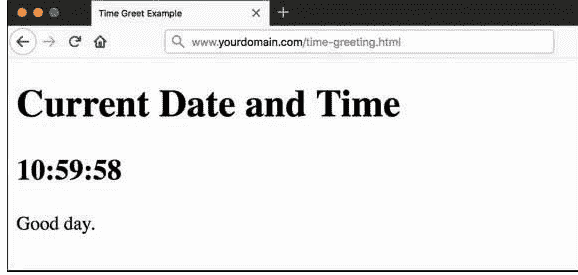 Time Greet Example
www.yourdomain.com/time-greeting.html
Current Date and Time
10:59:58
Good day.